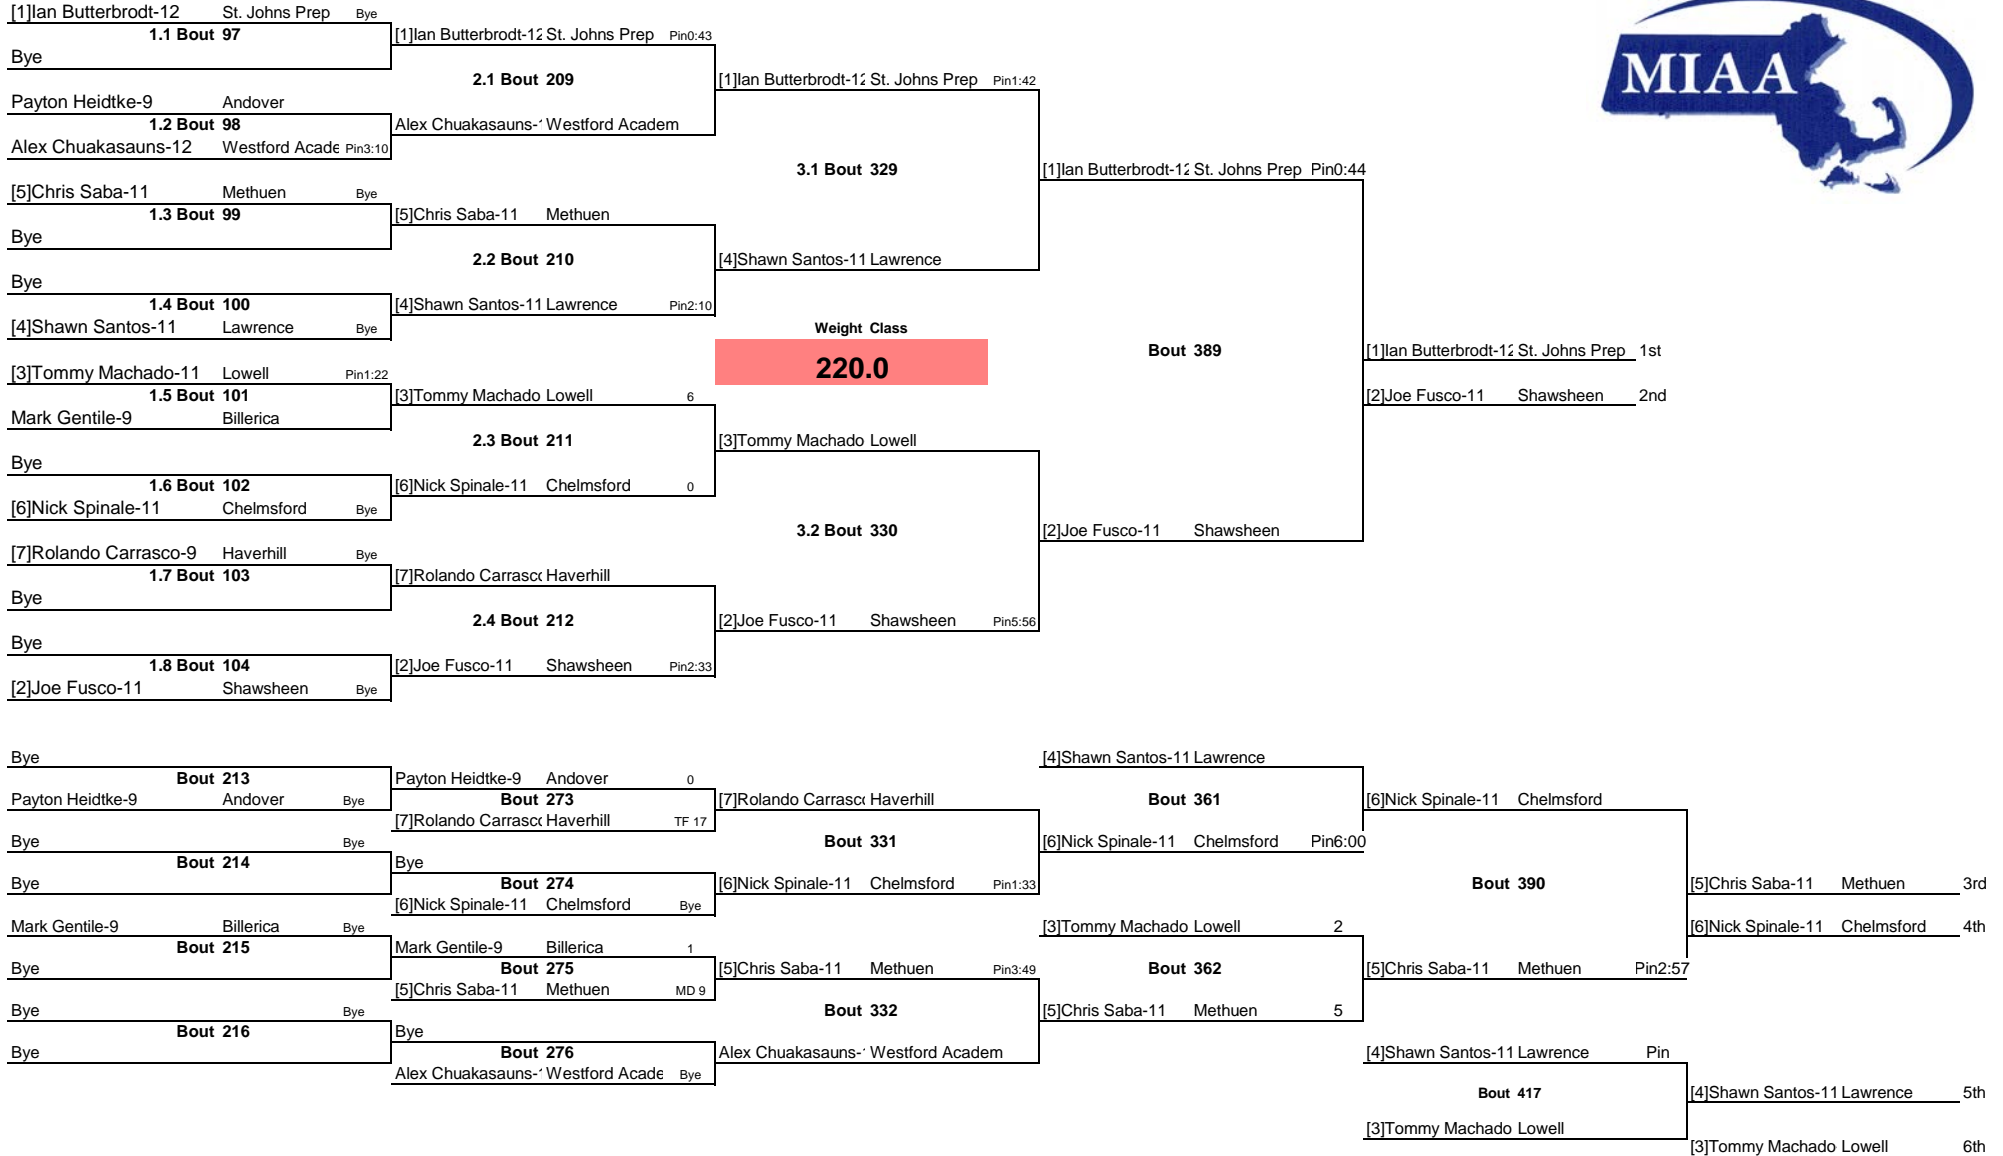 [1]Ian Butterbrodt-12 St. Johns Prep Bye
1.1 Bout 97
Bye
Payton Heidtke-9 Andover
1.2 Bout 98
Alex Chuakasauns-12 Westford Acade Pin3:10
[5]Chris Saba-11 Methuen Bye
1.3 Bout 99
Bye
Bye
1.4 Bout 100
[4]Shawn Santos-11 Lawrence Bye
[3]Tommy Machado-11 Lowell Pin1:22
1.5 Bout 101
Mark Gentile-9 Billerica
Bye
1.6 Bout 102
[6]Nick Spinale-11 Chelmsford Bye
[7]Rolando Carrasco-9 Haverhill Bye
1.7 Bout 103
Bye
Bye
1.8 Bout 104
[2]Joe Fusco-11 Shawsheen Bye
[1]Ian Butterbrodt-12 St. Johns Prep Pin0:43
2.1 Bout 209
Alex Chuakasauns-1 Westford Academ
[5]Chris Saba-11 Methuen
2.2 Bout 210
[4]Shawn Santos-11 Lawrence Pin2:10
[3]Tommy Machado Lowell 6
2.3 Bout 211
[6]Nick Spinale-11 Chelmsford 0
[7]Rolando Carrasco Haverhill
2.4 Bout 212
[2]Joe Fusco-11 Shawsheen Pin2:33
[1]Ian Butterbrodt-12 St. Johns Prep Pin1:42
3.1 Bout 329
[4]Shawn Santos-11 Lawrence
Weight Class
220.0
[3]Tommy Machado Lowell
3.2 Bout 330
[2]Joe Fusco-11 Shawsheen Pin5:56
[1]Ian Butterbrodt-12 St. Johns Prep Pin0:44
Bout 389
[2]Joe Fusco-11 Shawsheen
[1]Ian Butterbrodt-12 St. Johns Prep 1st
[2]Joe Fusco-11 Shawsheen 2nd
MIAA
Bye
Bout 213
Payton Heidtke-9 Andover Bye
Bye Bye
Bout 214
Bye
Mark Gentile-9 Billerica Bye
Bout 215
Bye
Bye Bye
Bout 216
Bye
Payton Heidtke-9 Andover 0
Bout 273
[7]Rolando Carrasco Haverhill TF 17
Bye
Bout 274
[6]Nick Spinale-11 Chelmsford Bye
Mark Gentile-9 Billerica 1
Bout 275
[5]Chris Saba-11 Methuen MD 9
Bye
Bout 276
Alex Chuakasauns-1 Westford Acade Bye
[7]Rolando Carrasco Haverhill
Bout 331
[6]Nick Spinale-11 Chelmsford Pin1:33
[5]Chris Saba-11 Methuen Pin3:49
Bout 332
Alex Chuakasauns-1 Westford Academ
[4]Shawn Santos-11 Lawrence
Bout 361
[6]Nick Spinale-11 Chelmsford Pin6:00
[3]Tommy Machado Lowell 2
Bout 362
[5]Chris Saba-11 Methuen 5
[6]Nick Spinale-11 Chelmsford
Bout 390
[5]Chris Saba-11 Methuen Pin2:57
[5]Chris Saba-11 Methuen 3rd
[6]Nick Spinale-11 Chelmsford 4th
[4]Shawn Santos-11 Lawrence Pin
Bout 417
[3]Tommy Machado Lowell
[4]Shawn Santos-11 Lawrence 5th
[3]Tommy Machado Lowell 6th